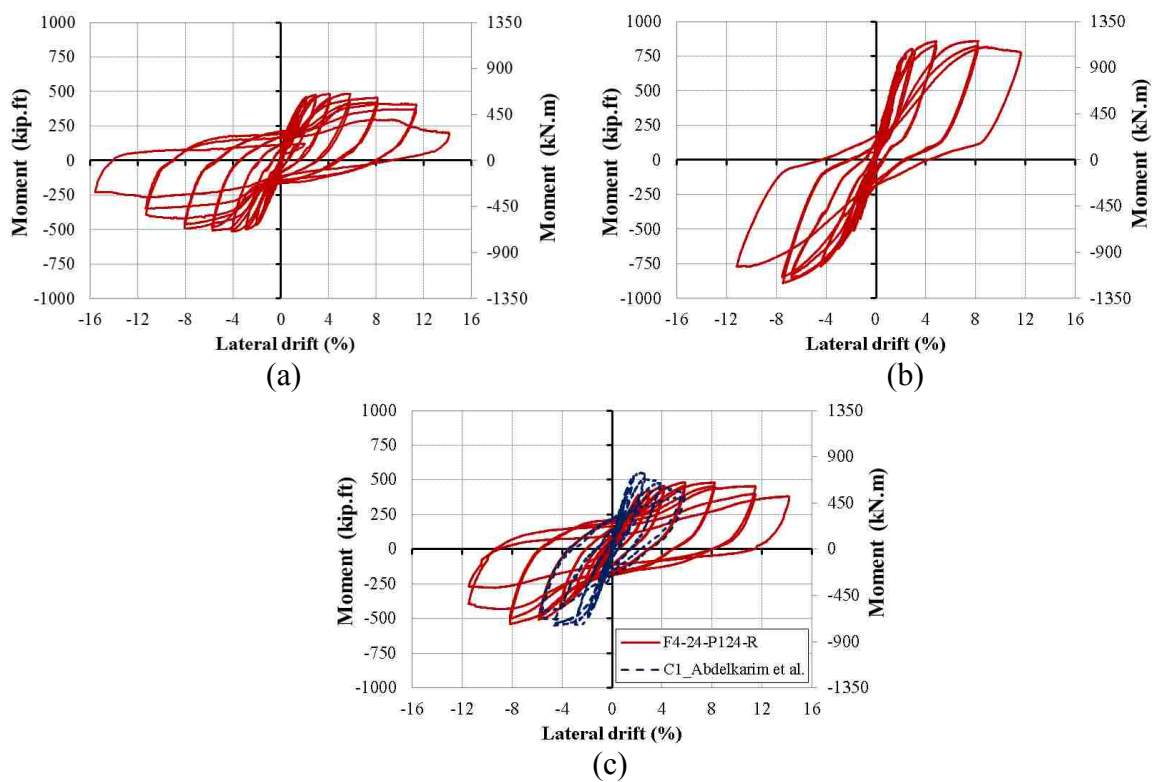 1000
750
500
250
0
-250
-500
-750
-1000
Moment (kip.ft)
1350
900
450
0
-450
-900
-1350
Moment (kN.m)
-16 -12 -8 -4 0 4 8 12 16
Lateral drift (%)
(a)
1000
750
500
250
0
-250
-500
-750
-1000
Moment (kip.ft)
1350
900
450
0
-450
-900
-1350
Moment (kN.m)
-16 -12 -8 -4 0 4 8 12 16
Lateral drift (%)
(b)
1000
750
500
250
0
-250
-500
-750
-1000
Moment (kip.ft)
1350
900
450
0
-450
-900
-1350
Moment (kN.m)
F4-24-P124-R
C1_Abdelkarim et al.
-16 -12 -8 -4 0 4 8 12 16
Lateral drift (%)
(c)